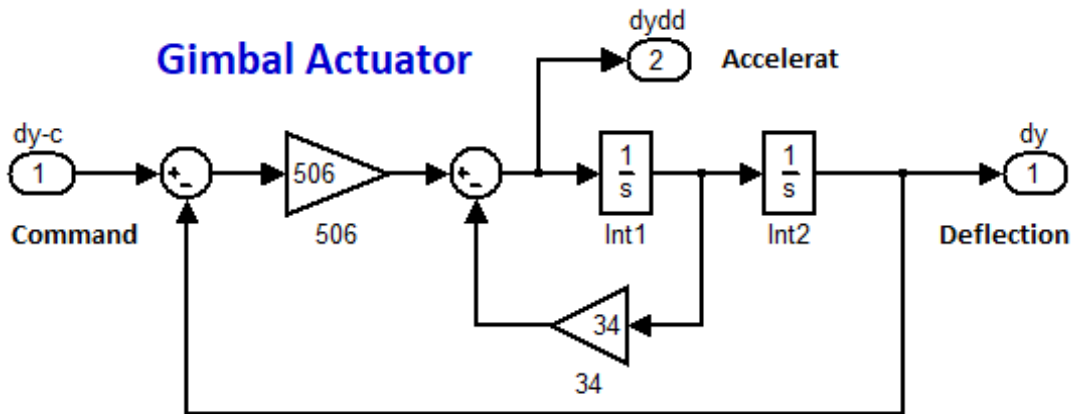 Gimbal Actuator
dydd
2
Accelerat
dy-c
1
+
-
506
506
+
-
1
s
Int1
1
s
Int2
dy
1
Command
Deflection
34
34